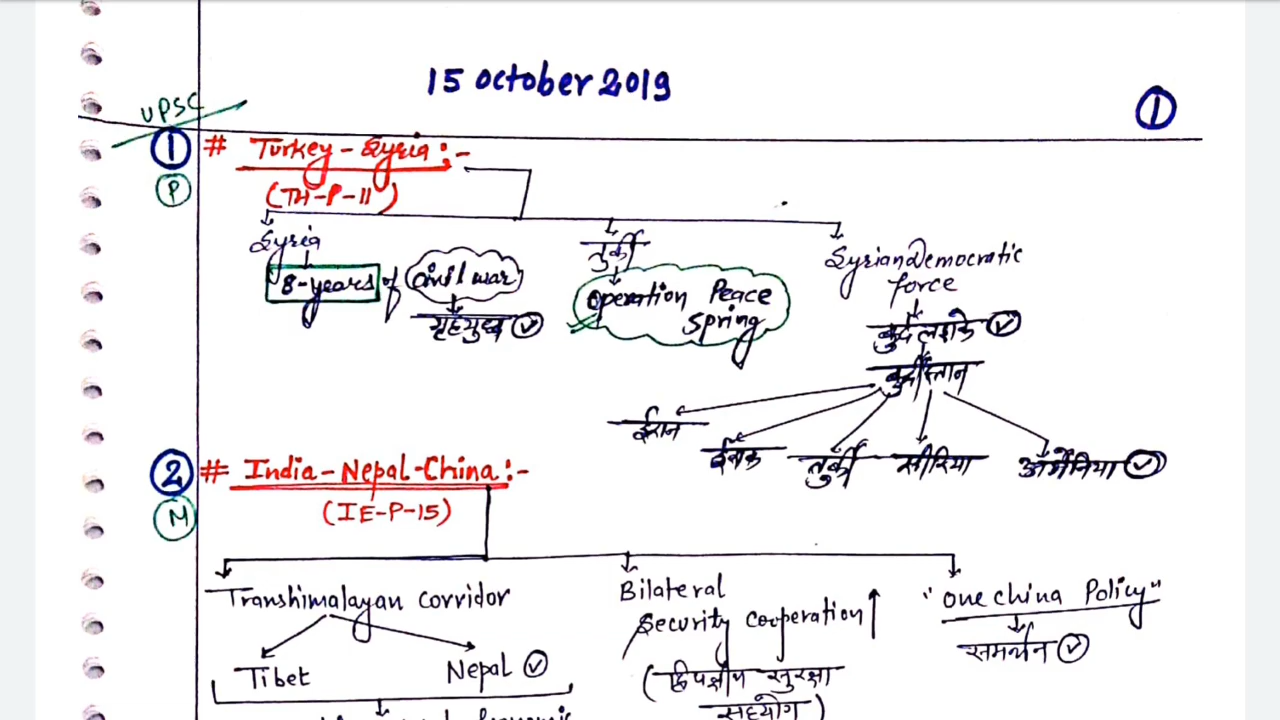 15 October 2019
1
UPSC
1 # Turkey-Syria:-
P
(TH-P-11)
Syria
8-years of civil war
गृहयुद्ध
तुर्की
Operation Peace
Spring
Syrian Democratic
force
कुर्द लड़ाके
कुर्दीस्तान
ईरान
ईराक
तुर्की
सीरिया
ऑर्मेनिया
2 # India-Nepal-China:-
M
(IE-P-15)
Transhimalayan corridor
Tibet
Nepal
Bilateral
Security cooperation
(द्विपक्षीय सुरक्षा
सहयोग)
"one china Policy"
समर्थन